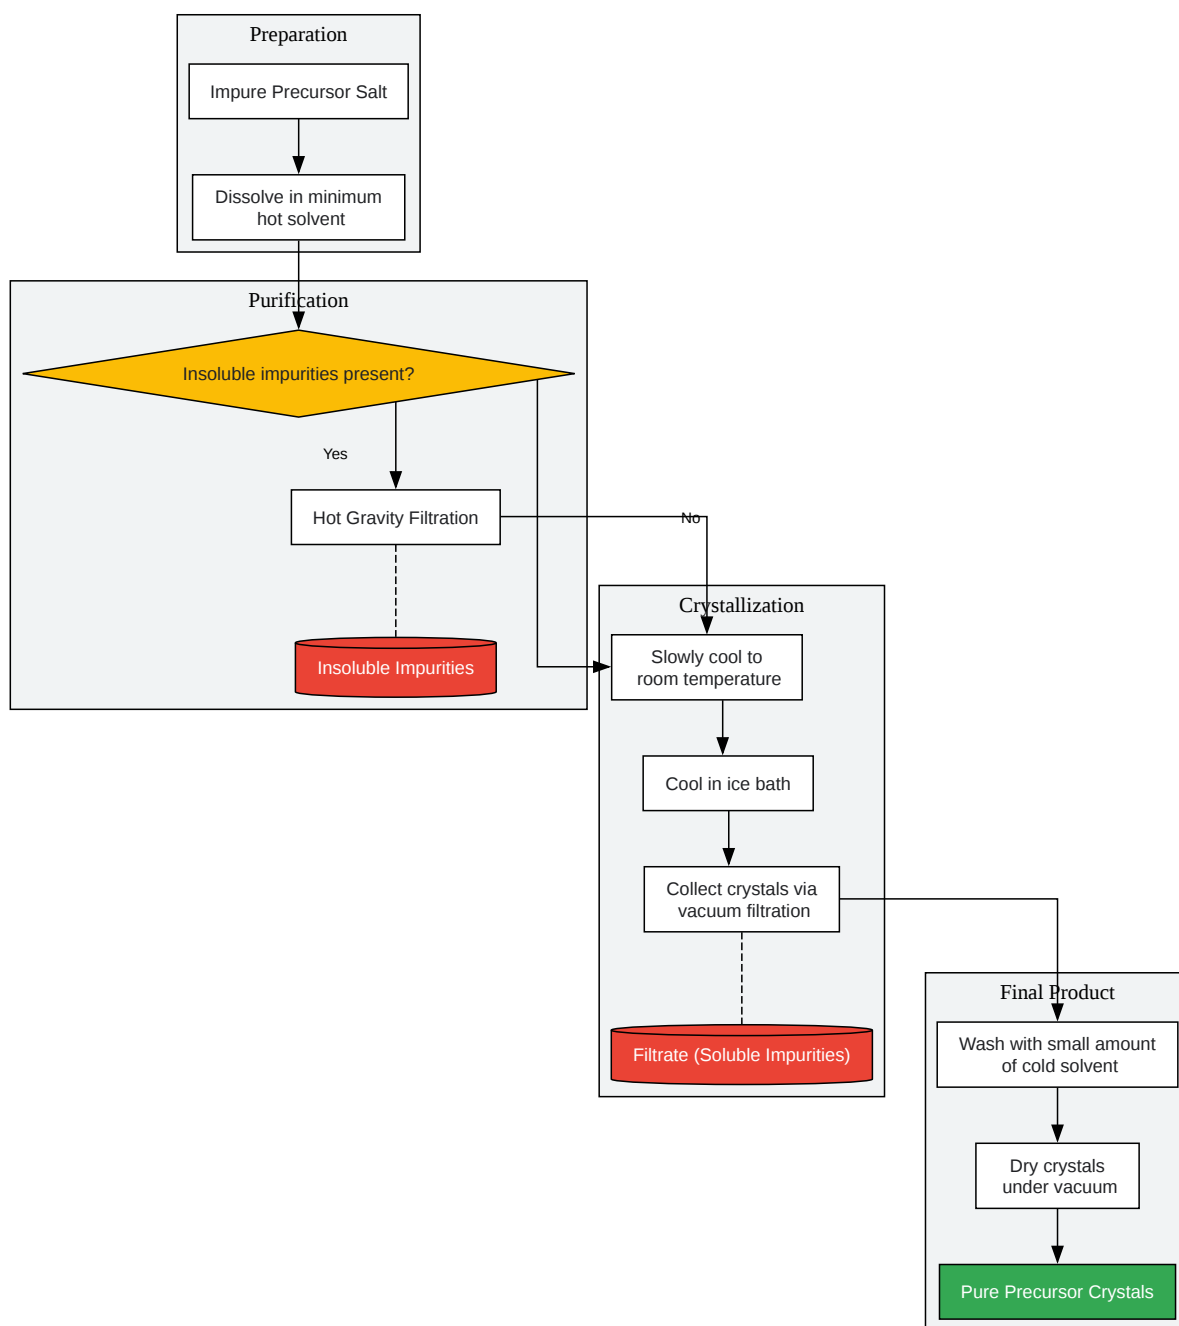 Preparation
Impure Precursor Salt
Dissolve in minimum
hot solvent
Purification
Insoluble impurities present?
Yes
Hot Gravity Filtration
No
Insoluble Impurities
Crystallization
Slowly cool to
room temperature
Cool in ice bath
Collect crystals via
vacuum filtration
Filtrate (Soluble Impurities)
Final Product
Wash with small amount
of cold solvent
Dry crystals
under vacuum
Pure Precursor Crystals